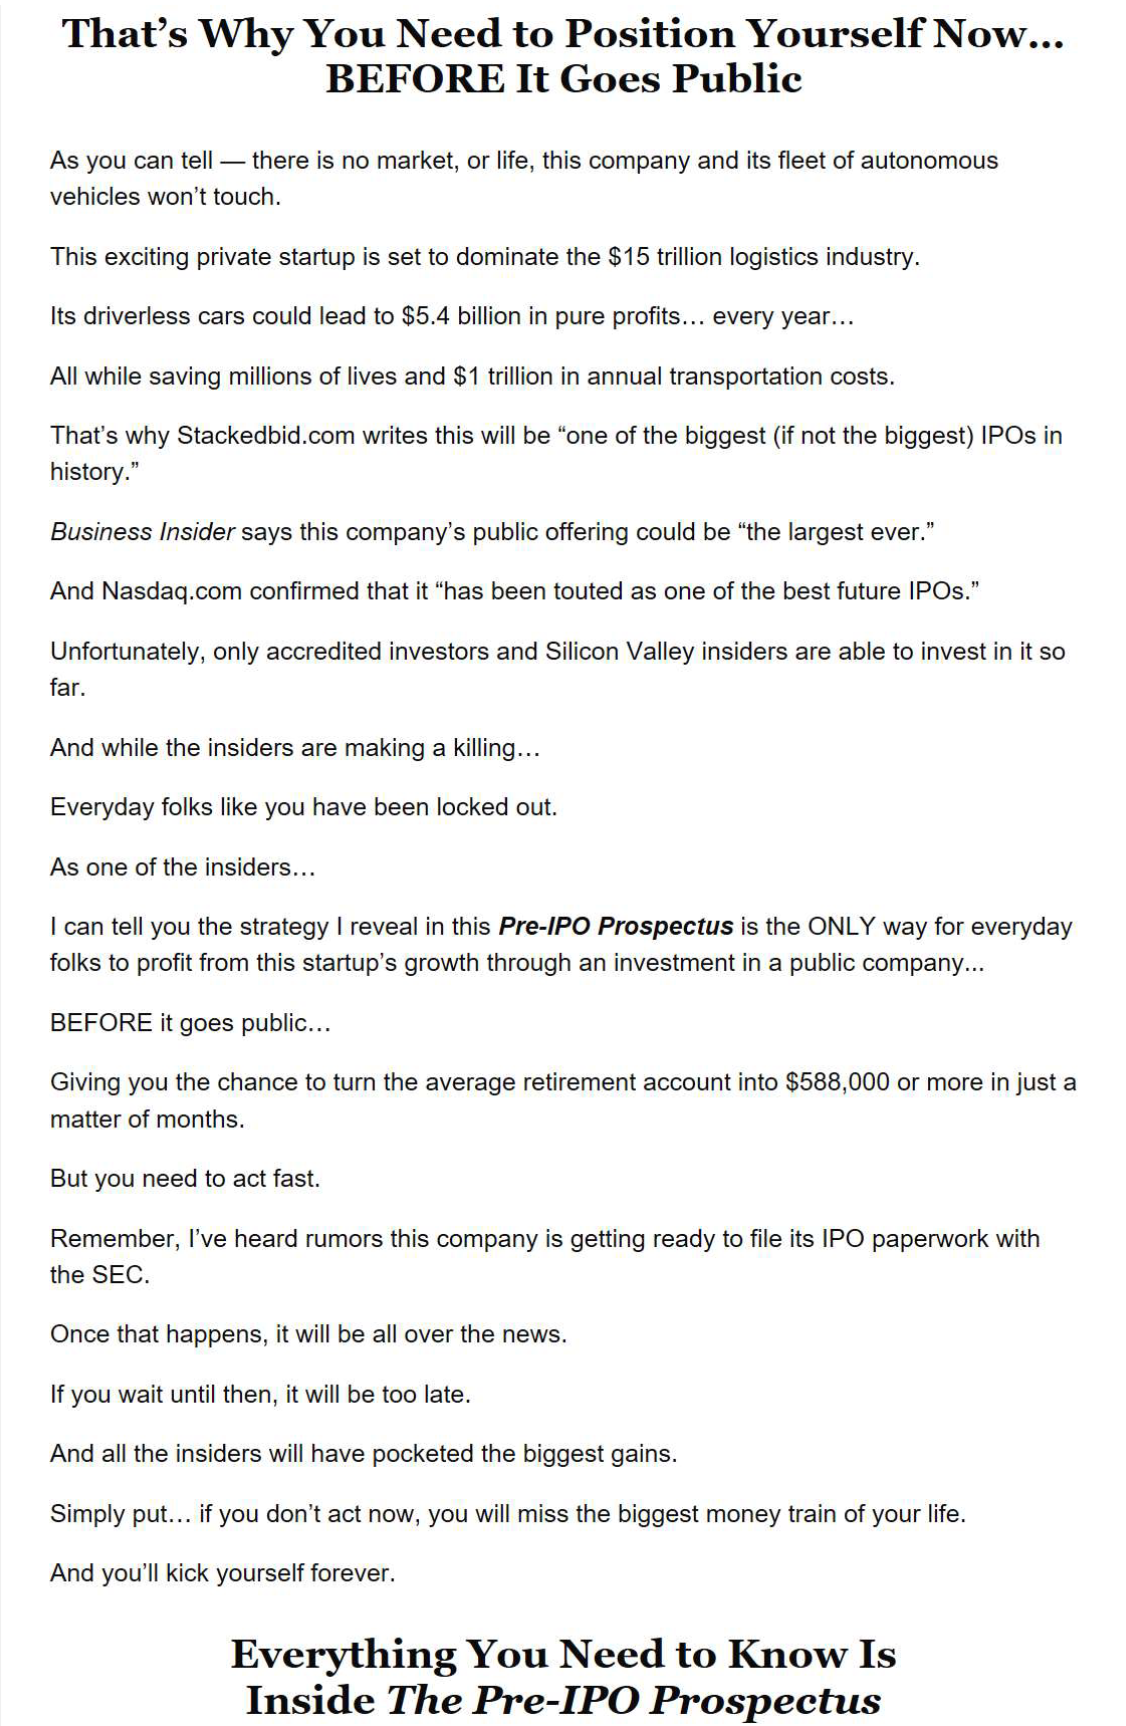 That’s Why You Need to Position Yourself Now…
BEFORE It Goes Public
As you can tell — there is no market, or life, this company and its fleet of autonomous
vehicles won’t touch.
This exciting private startup is set to dominate the $15 trillion logistics industry.
Its driverless cars could lead to $5.4 billion in pure profits… every year…
All while saving millions of lives and $1 trillion in annual transportation costs.
That’s why Stackedbid.com writes this will be “one of the biggest (if not the biggest) IPOs in
history.”
Business Insider says this company’s public offering could be “the largest ever.”
And Nasdaq.com confirmed that it “has been touted as one of the best future IPOs.”
Unfortunately, only accredited investors and Silicon Valley insiders are able to invest in it so
far.
And while the insiders are making a killing…
Everyday folks like you have been locked out.
As one of the insiders…
I can tell you the strategy I reveal in this Pre-IPO Prospectus is the ONLY way for everyday
folks to profit from this startup’s growth through an investment in a public company...
BEFORE it goes public…
Giving you the chance to turn the average retirement account into $588,000 or more in just a
matter of months.
But you need to act fast.
Remember, I’ve heard rumors this company is getting ready to file its IPO paperwork with
the SEC.
Once that happens, it will be all over the news.
If you wait until then, it will be too late.
And all the insiders will have pocketed the biggest gains.
Simply put… if you don’t act now, you will miss the biggest money train of your life.
And you’ll kick yourself forever.
Everything You Need to Know Is
Inside The Pre-IPO Prospectus